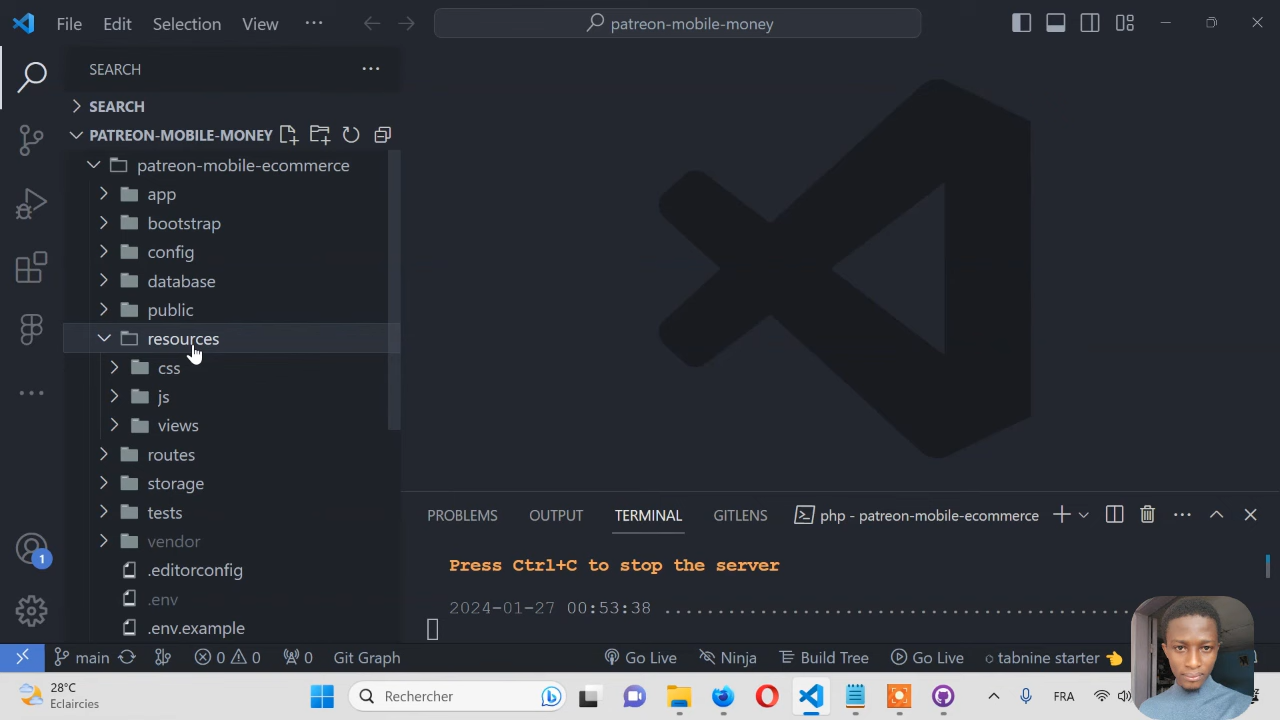 File Edit Selection View ··· patreon-mobile-money
SEARCH ···
SEARCH
PATREON-MOBILE-MONEY
patreon-mobile-ecommerce
app
bootstrap
config
database
public
resources
css
js
views
routes
storage
tests
vendor
.editorconfig
.env
.env.example
PROBLEMS OUTPUT TERMINAL GITLENS php - patreon-mobile-ecommerce
Press Ctrl+C to stop the server
2024-01-27 00:53:38 ................................................
1
main 0 0 0 Git Graph Go Live Ninja Build Tree Go Live tabnine starter
28°C
Eclaircies
Rechercher
FRA